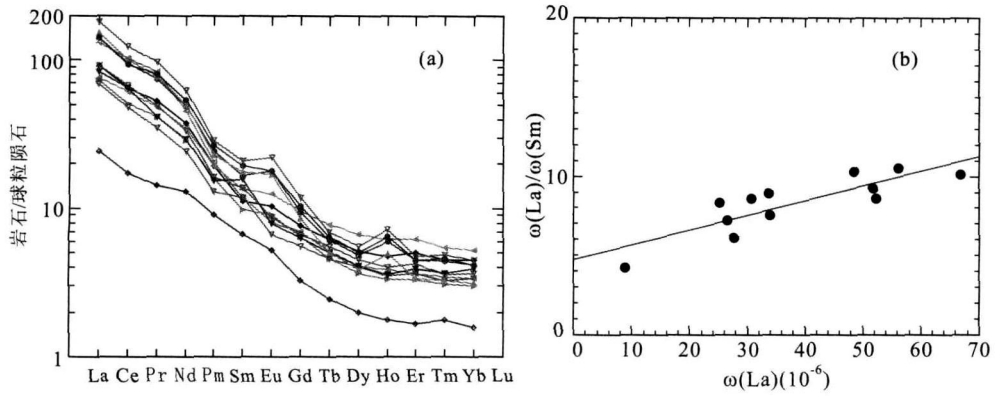 200
100
10
1
岩石/球粒陨石
(a)
La Ce Pr Nd Pm Sm Eu Gd Tb Dy Ho Er Tm Yb Lu
20
10
0
ω(La)/ω(Sm)
(b)
0 10 20 30 40 50 60 70
ω(La)(10⁻⁶)